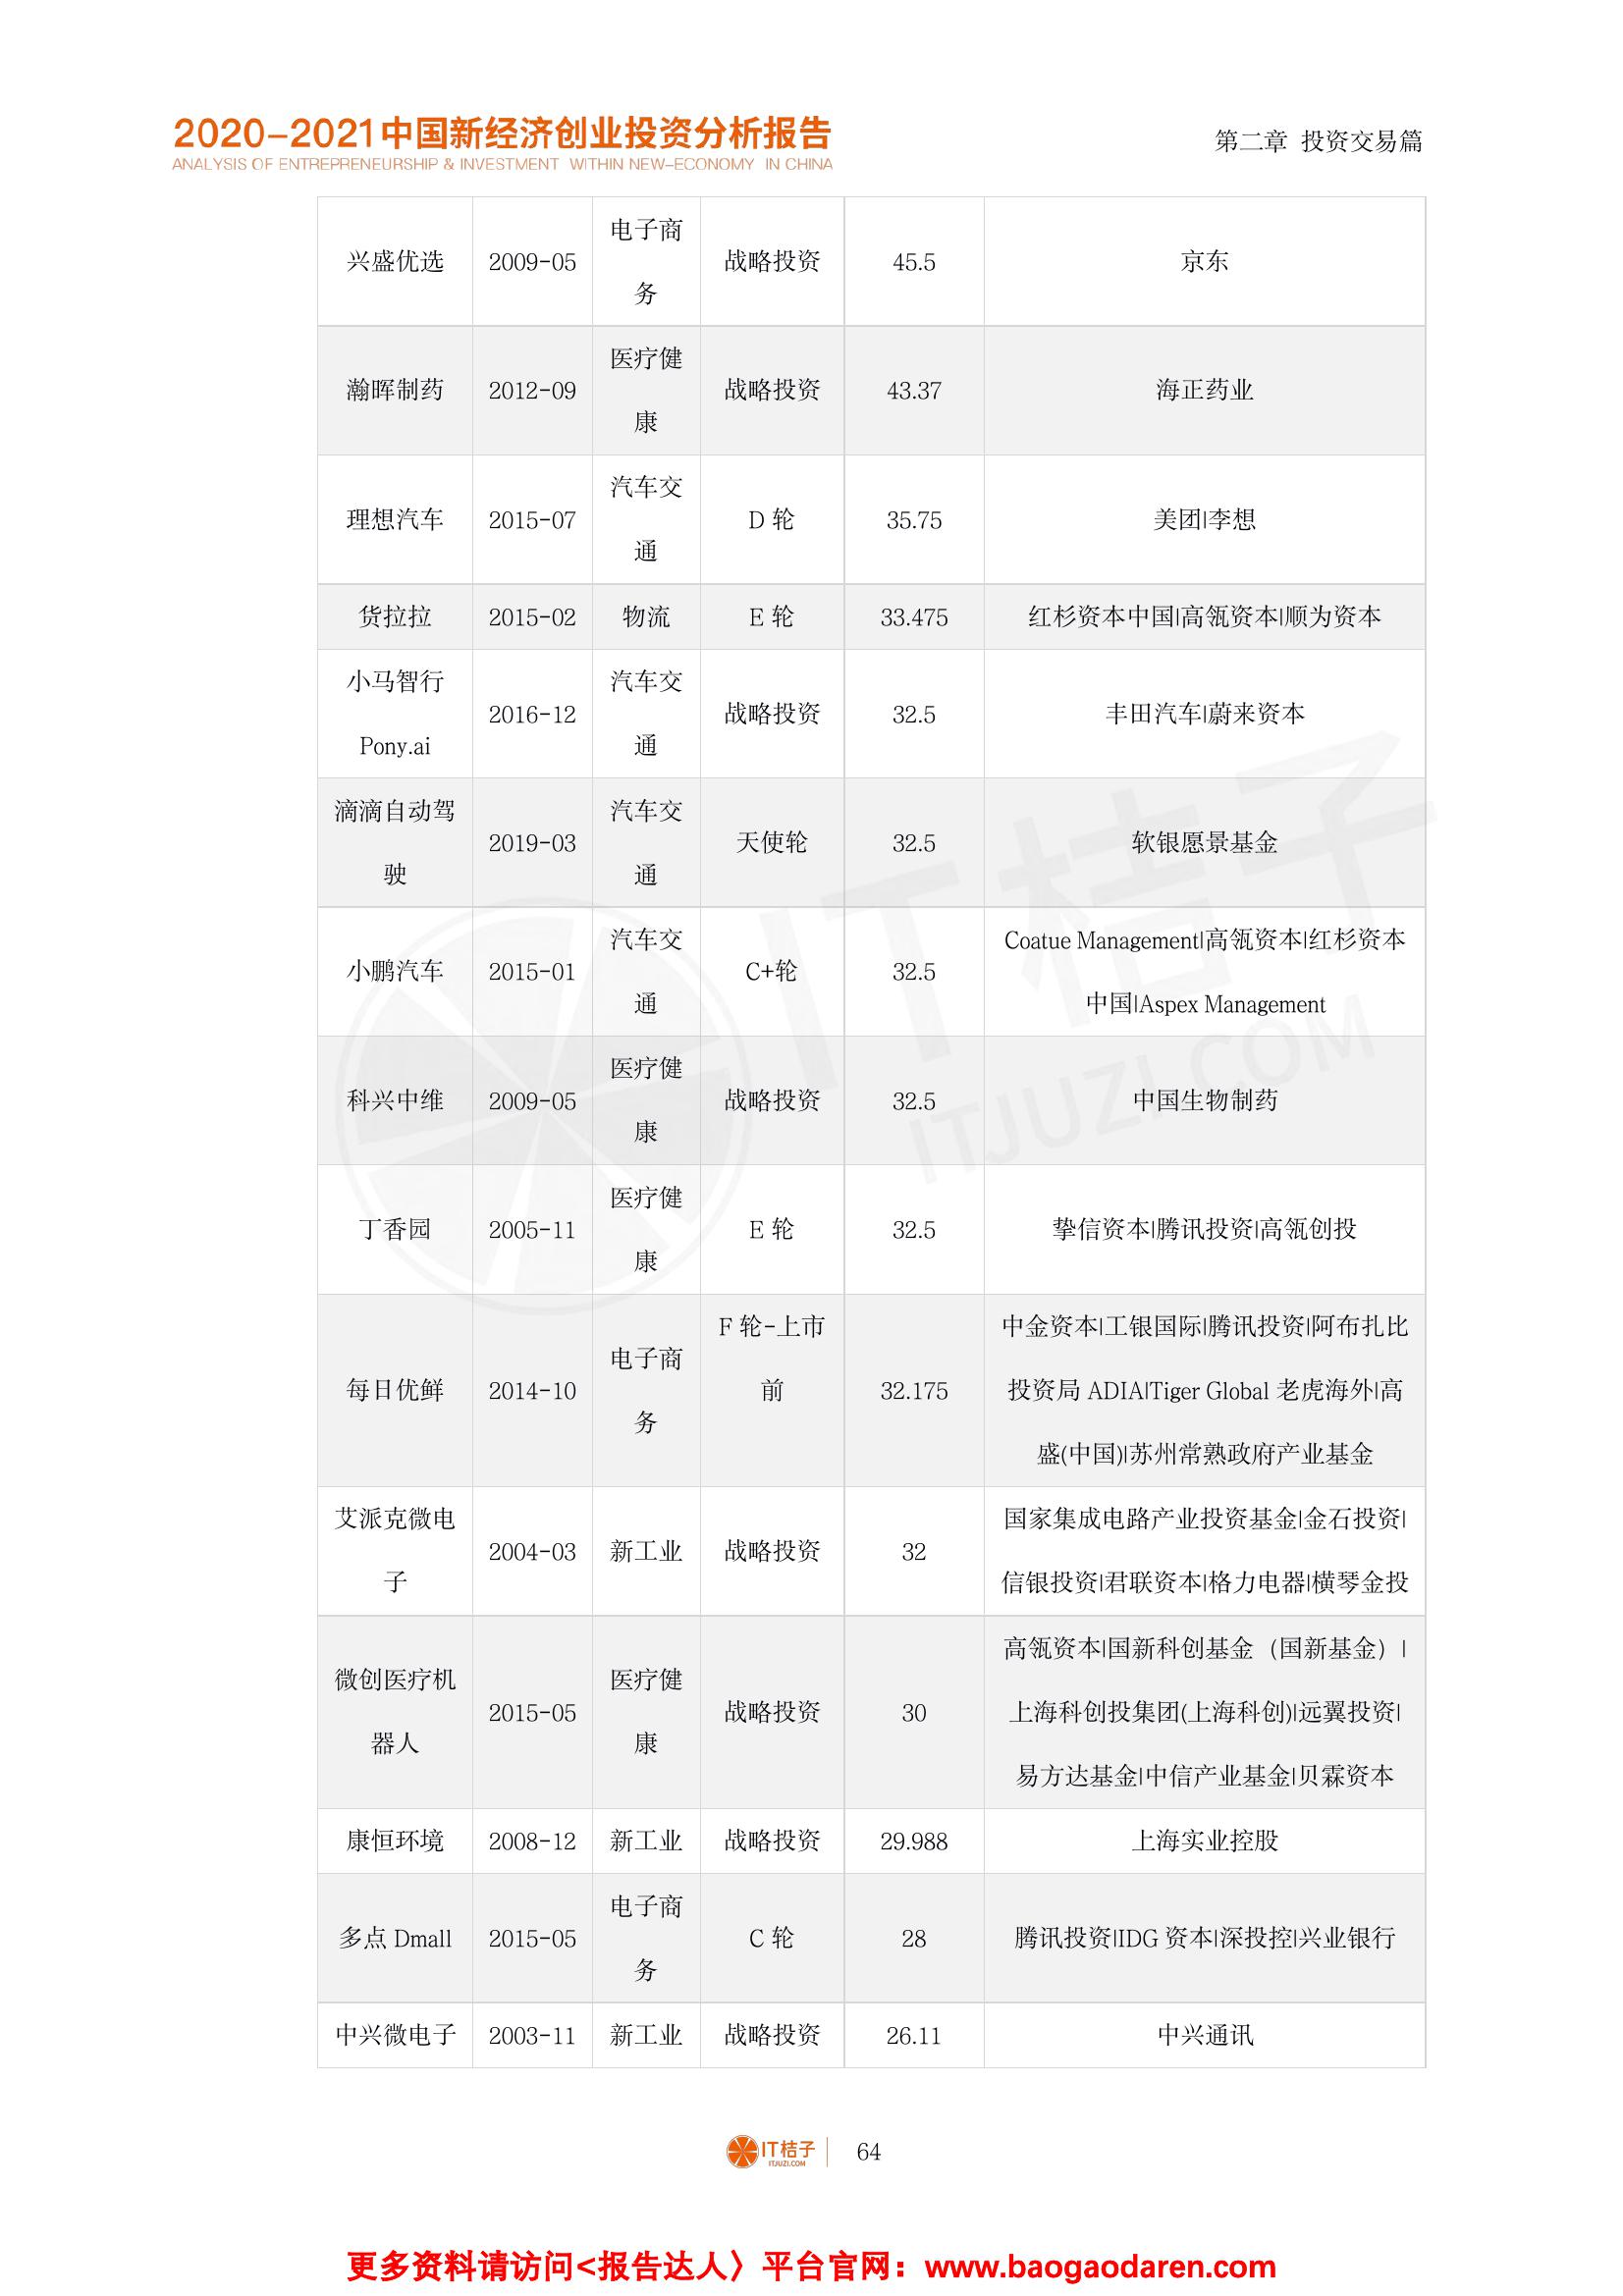 2020-2021中国新经济创业投资分析报告
ANALYSIS OF ENTREPRENEURSHIP & INVESTMENT WITHIN NEW-ECONOMY IN CHINA
第二章 投资交易篇
兴盛优选 2009-05 电子商务 战略投资 45.5 京东
瀚晖制药 2012-09 医疗健康 战略投资 43.37 海正药业
理想汽车 2015-07 汽车交通 D 轮 35.75 美团|李想
货拉拉 2015-02 物流 E 轮 33.475 红杉资本中国|高瓴资本|顺为资本
小马智行 Pony.ai 2016-12 汽车交通 战略投资 32.5 丰田汽车|蔚来资本
滴滴自动驾驶 2019-03 汽车交通 天使轮 32.5 软银愿景基金
小鹏汽车 2015-01 汽车交通 C+轮 32.5 Coatue Management|高瓴资本|红杉资本中国|Aspex Management
科兴中维 2009-05 医疗健康 战略投资 32.5 中国生物制药
丁香园 2005-11 医疗健康 E 轮 32.5 挚信资本|腾讯投资|高瓴创投
每日优鲜 2014-10 电子商务 F 轮-上市前 32.175 中金资本|工银国际|腾讯投资|阿布扎比投资局 ADIA|Tiger Global 老虎海外|高盛(中国)|苏州常熟政府产业基金
艾派克微电子 2004-03 新工业 战略投资 32 国家集成电路产业投资基金|金石投资|信银投资|君联资本|格力电器|横琴金投
微创医疗机器人 2015-05 医疗健康 战略投资 30 高瓴资本|国新科创基金（国新基金）|上海科创投集团(上海科创)|远翼投资|易方达基金|中信产业基金|贝霖资本
康恒环境 2008-12 新工业 战略投资 29.988 上海实业控股
多点 Dmall 2015-05 电子商务 C 轮 28 腾讯投资|IDG 资本|深投控|兴业银行
中兴微电子 2003-11 新工业 战略投资 26.11 中兴通讯
IT桔子
ITJUZI.COM
IT桔子
ITJUZI.COM
64
更多资料请访问<报告达人〉平台官网：www.baogaodaren.com